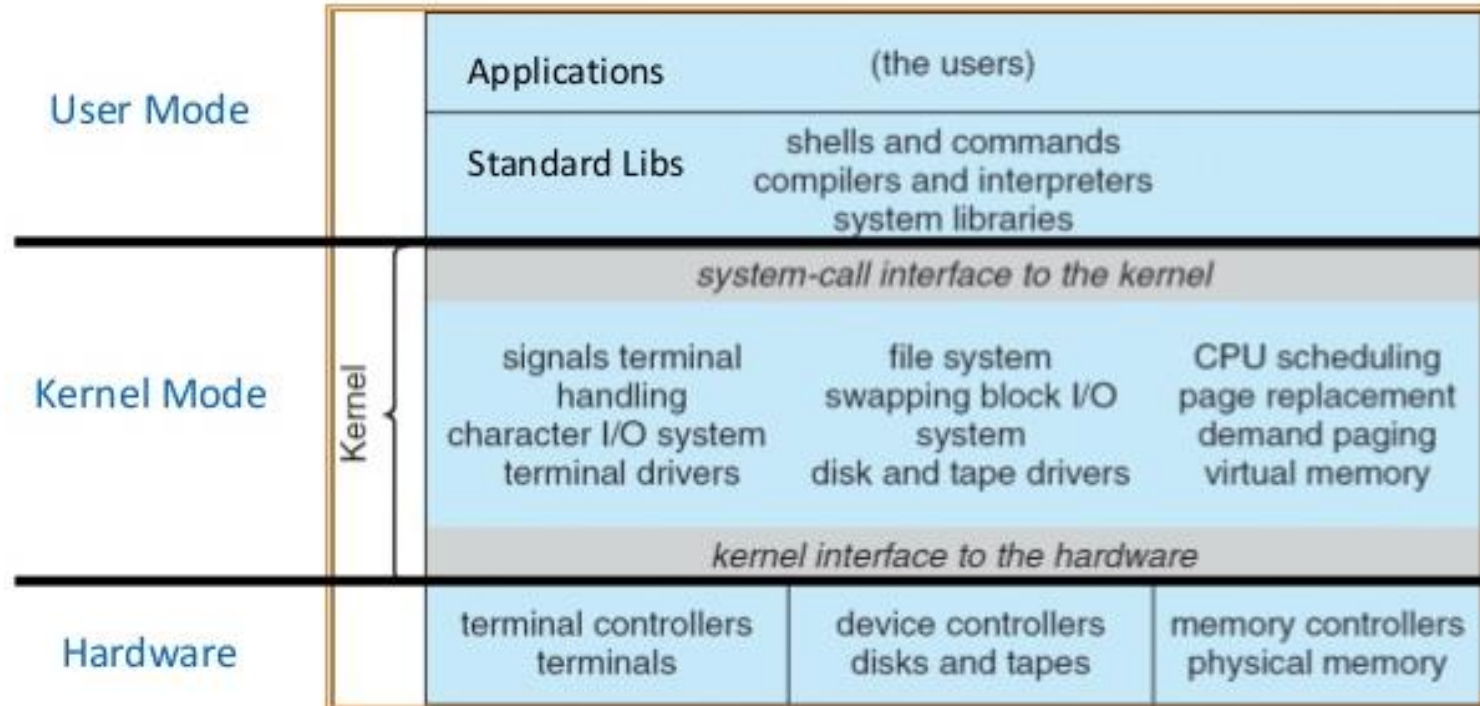 User Mode
Applications
(the users)
Standard Libs
shells and commands
compilers and interpreters
system libraries
Kernel Mode
Kernel
system-call interface to the kernel
signals terminal
handling
character I/O system
terminal drivers
file system
swapping block I/O
system
disk and tape drivers
CPU scheduling
page replacement
demand paging
virtual memory
kernel interface to the hardware
Hardware
terminal controllers
terminals
device controllers
disks and tapes
memory controllers
physical memory